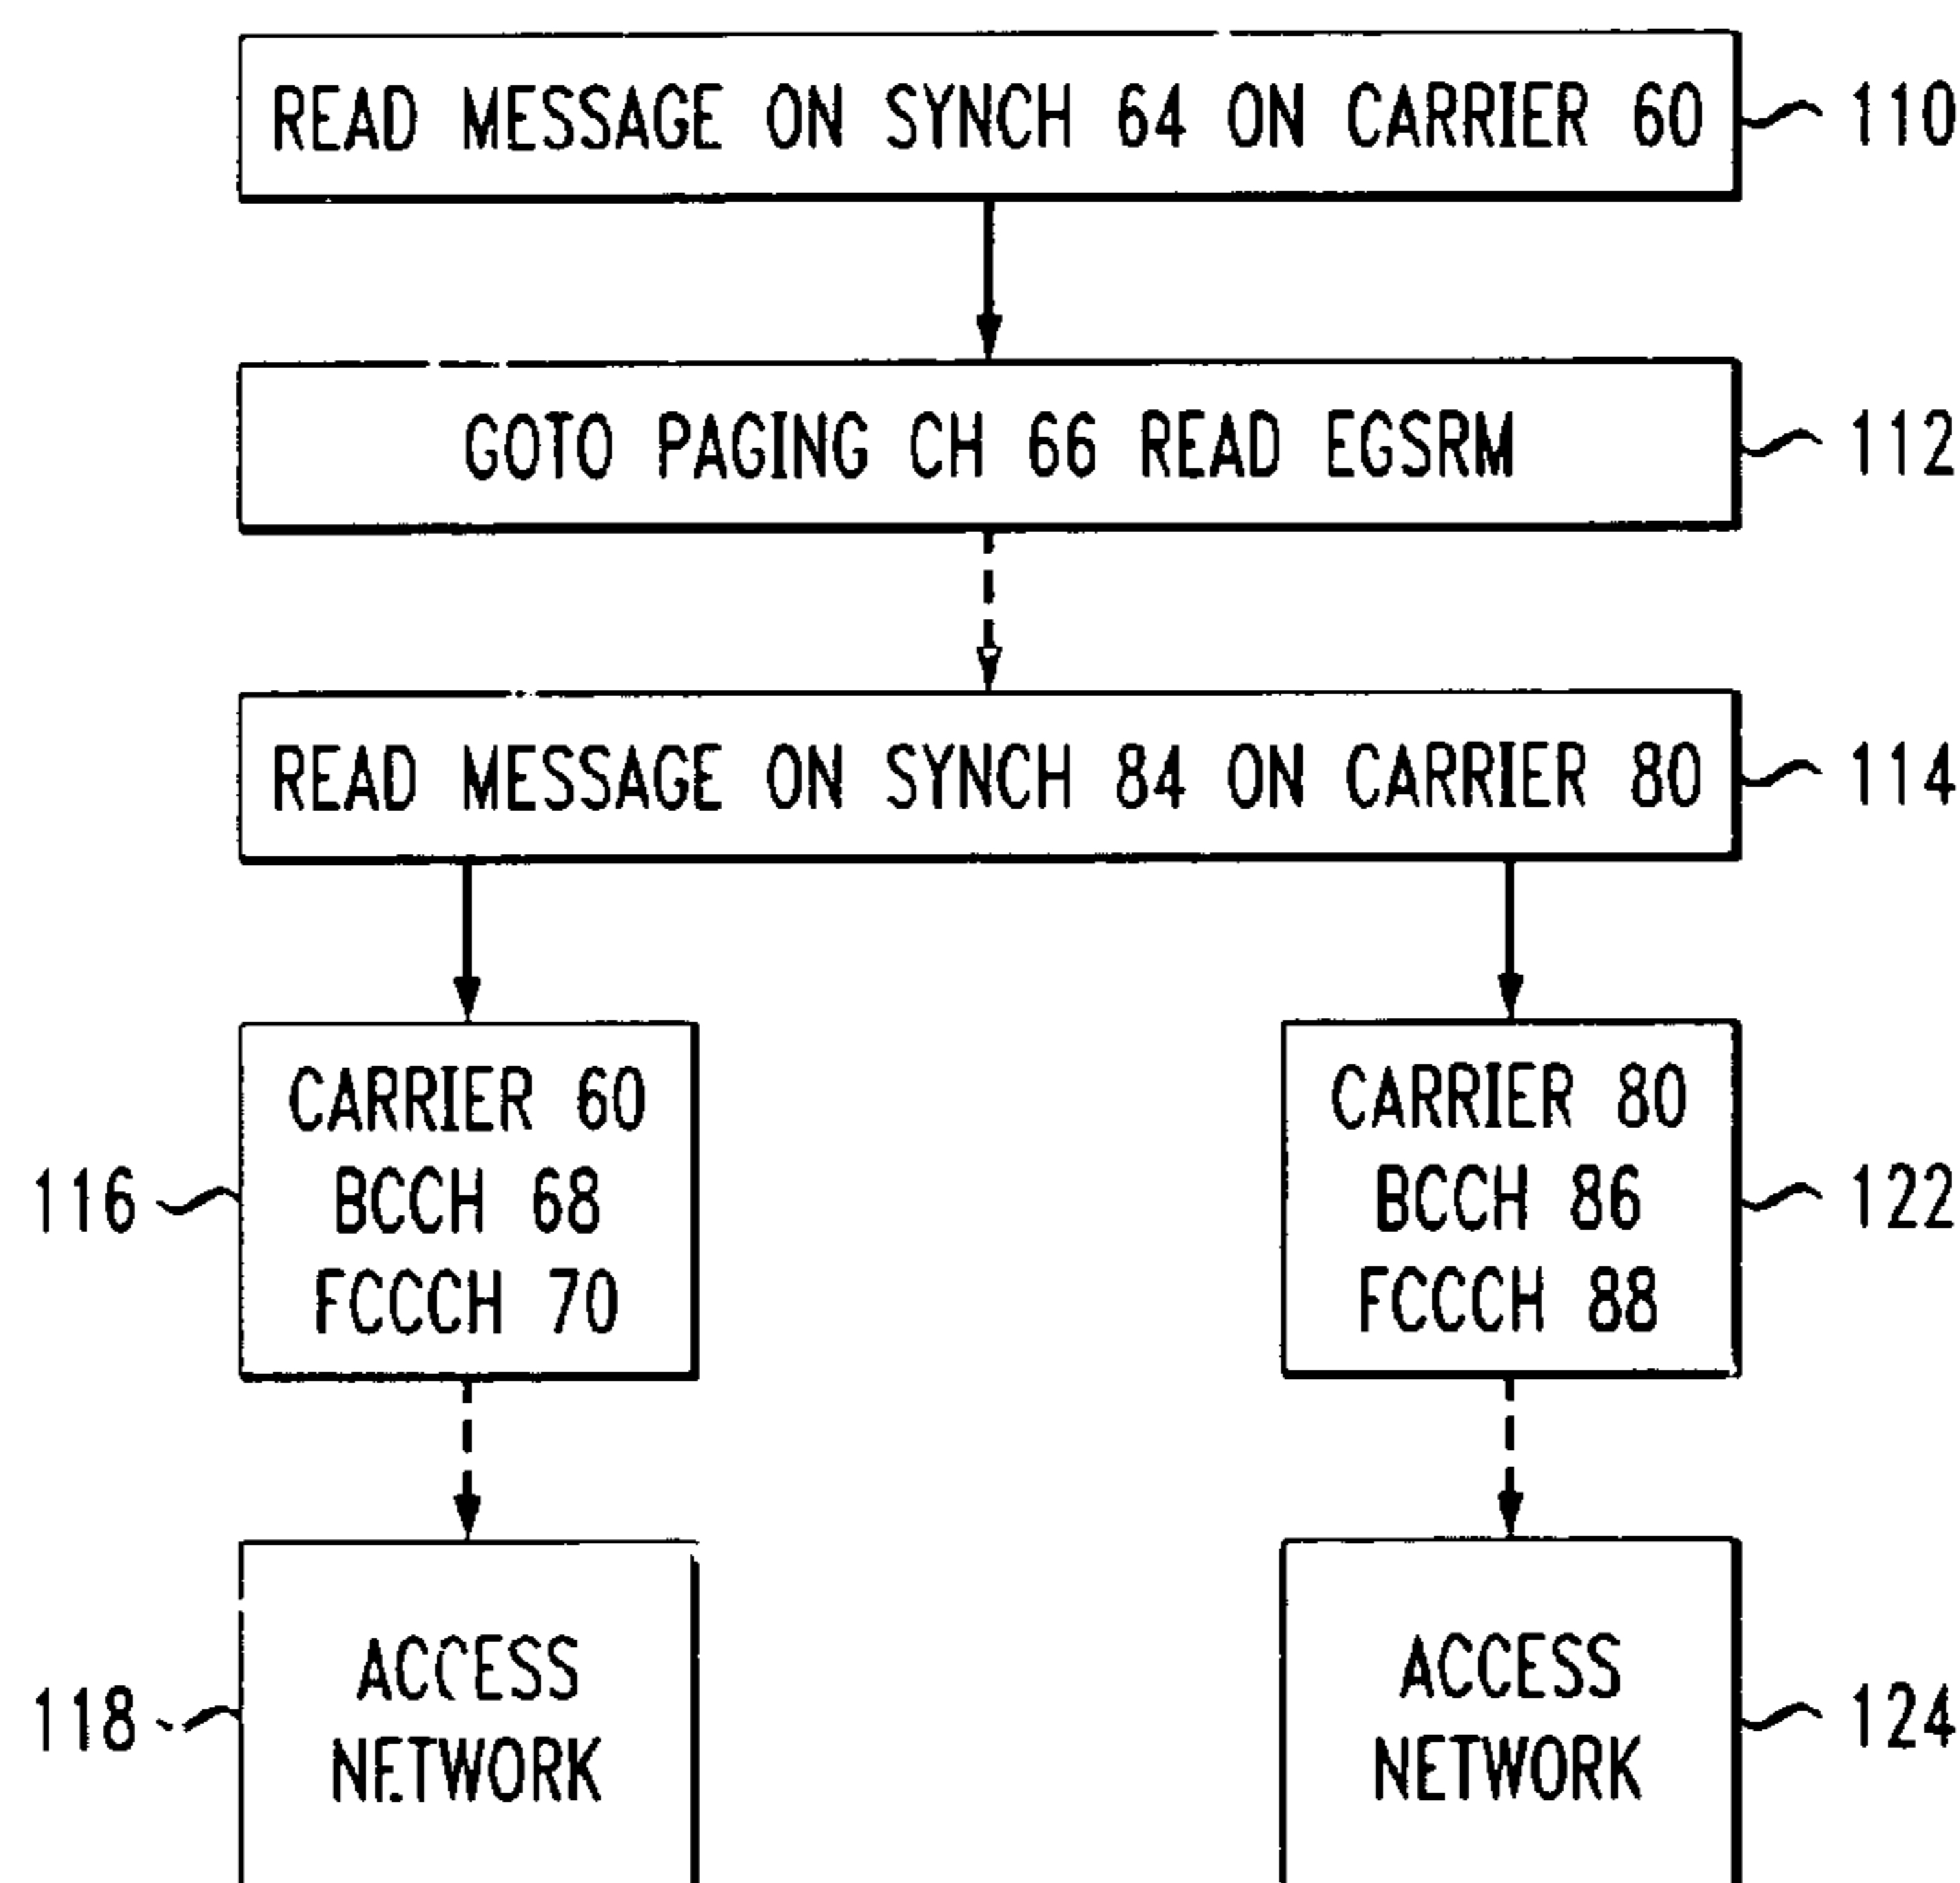 READ MESSAGE ON SYNCH 64 ON CARRIER 60
110
GOTO PAGING CH 66 READ EGSRM
112
READ MESSAGE ON SYNCH 84 ON CARRIER 80
114
116
CARRIER 60
BCCH 68
FCCCH 70
CARRIER 80
BCCH 86
FCCCH 88
122
118
ACCESS
NETWORK
ACCESS
NETWORK
124